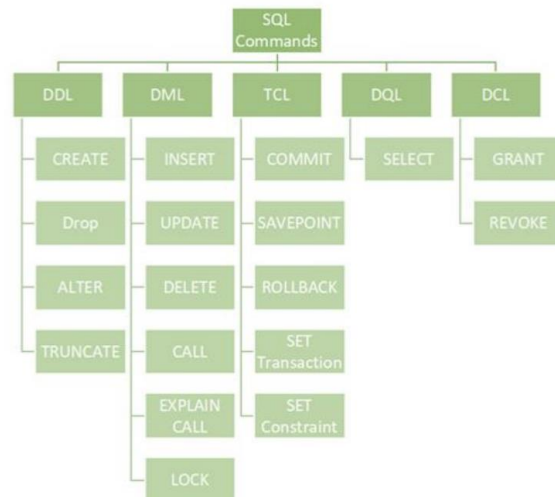 SQL
Commands
DDL
DML
TCL
DQL
DCL
CREATE
INSERT
COMMIT
SELECT
GRANT
Drop
UPDATE
SAVEPOINT
REVOKE
ALTER
DELETE
ROLLBACK
TRUNCATE
CALL
SET
Transaction
EXPLAIN
CALL
SET
Constraint
LOCK